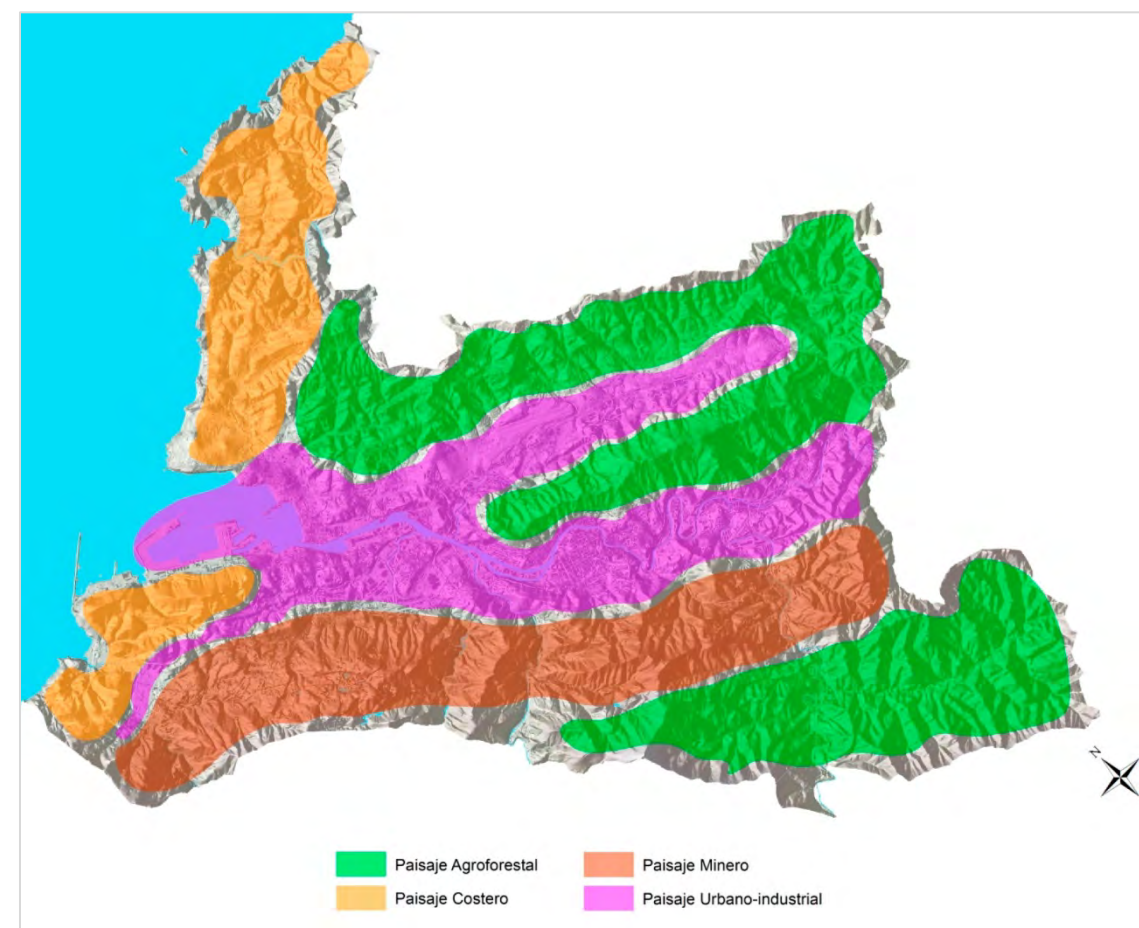 N
Paisaje Agroforestal
Paisaje Minero
Paisaje Costero
Paisaje Urbano-industrial